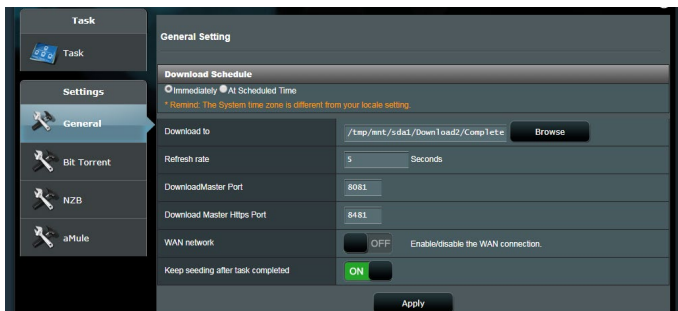 Task
Task
Settings
General
Bit Torrent
NZB
aMule
General Setting
Download Schedule
Immediately At Scheduled Time
* Remind: The System time zone is different from your locale setting.
Download to /tmp/mnt/sda1/Download2/Complete Browse
Refresh rate 5 Seconds
DownloadMaster Port 8081
Download Master Https Port 8481
WAN network OFF Enable/disable the WAN connection.
Keep seeding after task completed ON
Apply